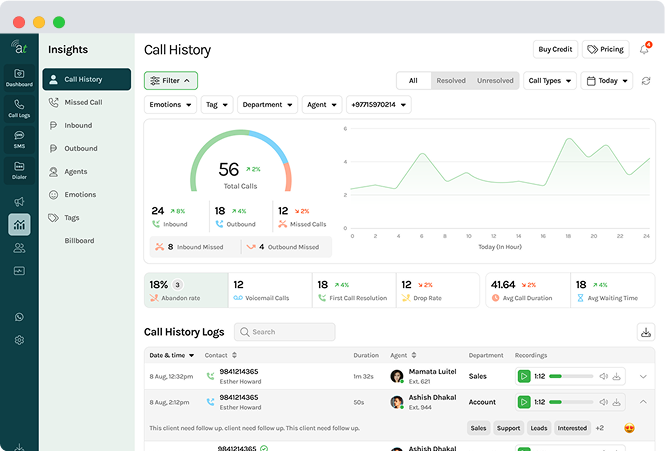 at
Insights
Call History
Buy Credit
Pricing
4
Dashboard
Call Logs
SMS
Dialer
Call History
Missed Call
Inbound
Outbound
Agents
Emotions
Tags
Billboard
Filter
All
Resolved
Unresolved
Call Types
Today
Emotions
Tag
Department
Agent
+97715970214
56
2%
Total Calls
24
8%
Inbound
18
4%
Outbound
12
2%
Missed Calls
8 Inbound Missed
4 Outbound Missed
6
4
2
0
0 2 4 6 8 10 12 14 16 18 20 22 24
Today (in Hour)
18% 3
Abandon rate
12
Voicemail Calls
18 4%
First Call Resolution
12 2%
Drop Rate
41.64 2%
Avg Call Duration
18 4%
Avg Waiting Time
Call History Logs
Search
Date & time Contact Duration Agent Department Recordings
8 Aug, 12:32pm
9841214365
Esther Howard
1m 32s
Mamata Luitel
Ext. 621
Sales
1:12
8 Aug, 2:12pm
9841214365
Esther Howard
50s
Ashish Dhakal
Ext. 944
Account
1:12
This client need follow up. client need follow up. This client need follow up.
Sales
Support
Leads
Interested
+2
9841214365
Ashish Dhakal
1:12